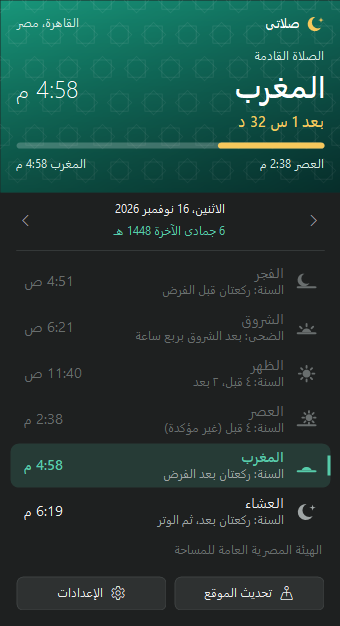 صلاتي
القاهرة، مصر
الصلاة القادمة
المغرب
4:58 م
بعد 1 س 32 د
العصر 2:38 م
المغرب 4:58 م
الاثنين، 16 نوفمبر 2026
6 جمادى الآخرة 1448 هـ
الفجر
السنة: ركعتان قبل الفرض
4:51 ص
الشروق
الضحى: بعد الشروق بربع ساعة
6:21 ص
الظهر
السنة: ٤ قبل، ٢ بعد
11:40 ص
العصر
السنة: ٤ قبل (غير مؤكدة)
2:38 م
المغرب
السنة: ركعتان بعد الفرض
4:58 م
العشاء
السنة: ركعتان بعد، ثم الوتر
6:19 م
الهيئة المصرية العامة للمساحة
تحديث الموقع
الإعدادات